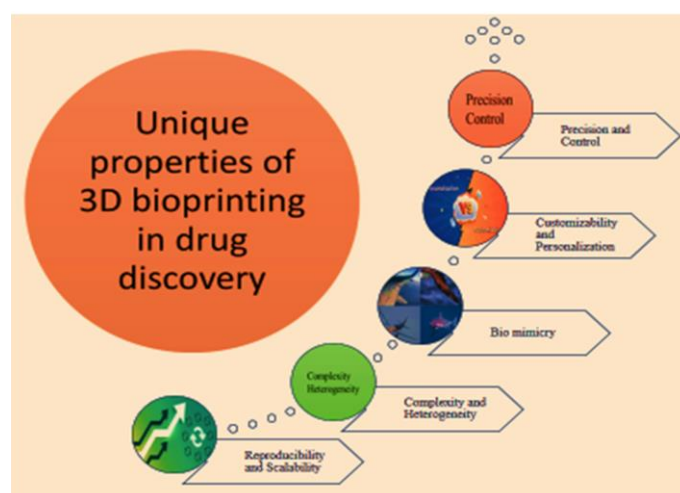 Unique
properties of
3D bioprinting
in drug
discovery
Precision
Control
Precision and
Control
Customizability
and
Personalization
Bio mimicry
Complexity
Heterogeneity
Complexity and
Heterogeneity
Reproducibility
and Scalability